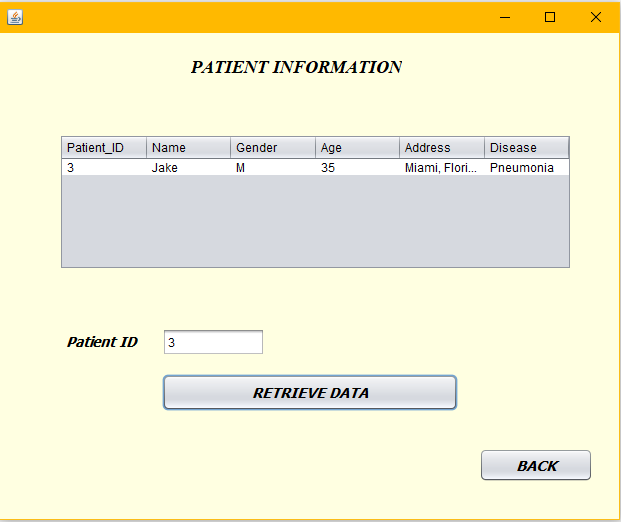 PATIENT INFORMATION
Patient_ID Name Gender Age Address Disease
3 Jake M 35 Miami, Flori... Pneumonia
Patient ID 3
RETRIEVE DATA
BACK